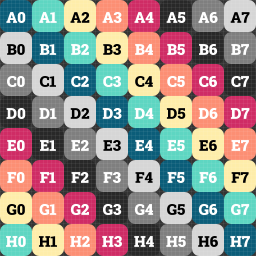 A0 A1 A2 A3 A4 A5 A6 A7
B0 B1 B2 B3 B4 B5 B6 B7
C0 C1 C2 C3 C4 C5 C6 C7
D0 D1 D2 D3 D4 D5 D6 D7
E0 E1 E2 E3 E4 E5 E6 E7
F0 F1 F2 F3 F4 F5 F6 F7
G0 G1 G2 G3 G4 G5 G6 G7
H0 H1 H2 H3 H4 H5 H6 H7